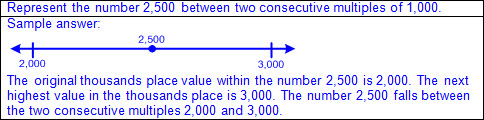 Represent the number 2,500 between two consecutive multiples of 1,000.
Sample answer:
2,500
2,000 3,000
The original thousands place value within the number 2,500 is 2,000. The next
highest value in the thousands place is 3,000. The number 2,500 falls between
the two consecutive multiples 2,000 and 3,000.